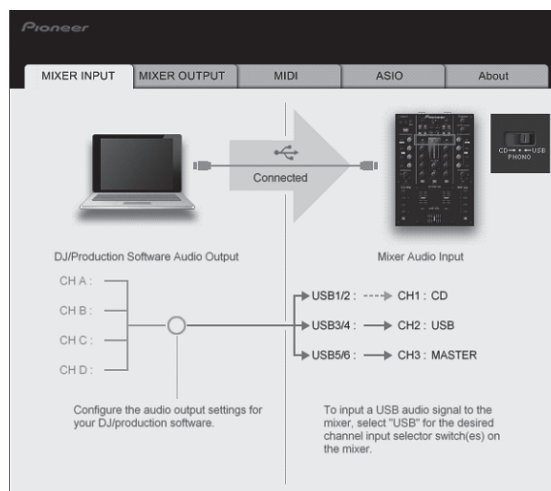 Pioneer
MIXER INPUT
MIXER OUTPUT
MIDI
ASIO
About
Connected
CD USB
PHONO
DJ/Production Software Audio Output
Mixer Audio Input
CH A :
CH B :
CH C :
CH D :
USB1/2 : CH1 : CD
USB3/4 : CH2 : USB
USB5/6 : CH3 : MASTER
Configure the audio output settings for
your DJ/production software.
To input a USB audio signal to the
mixer, select "USB" for the desired
channel input selector switch(es) on
the mixer.